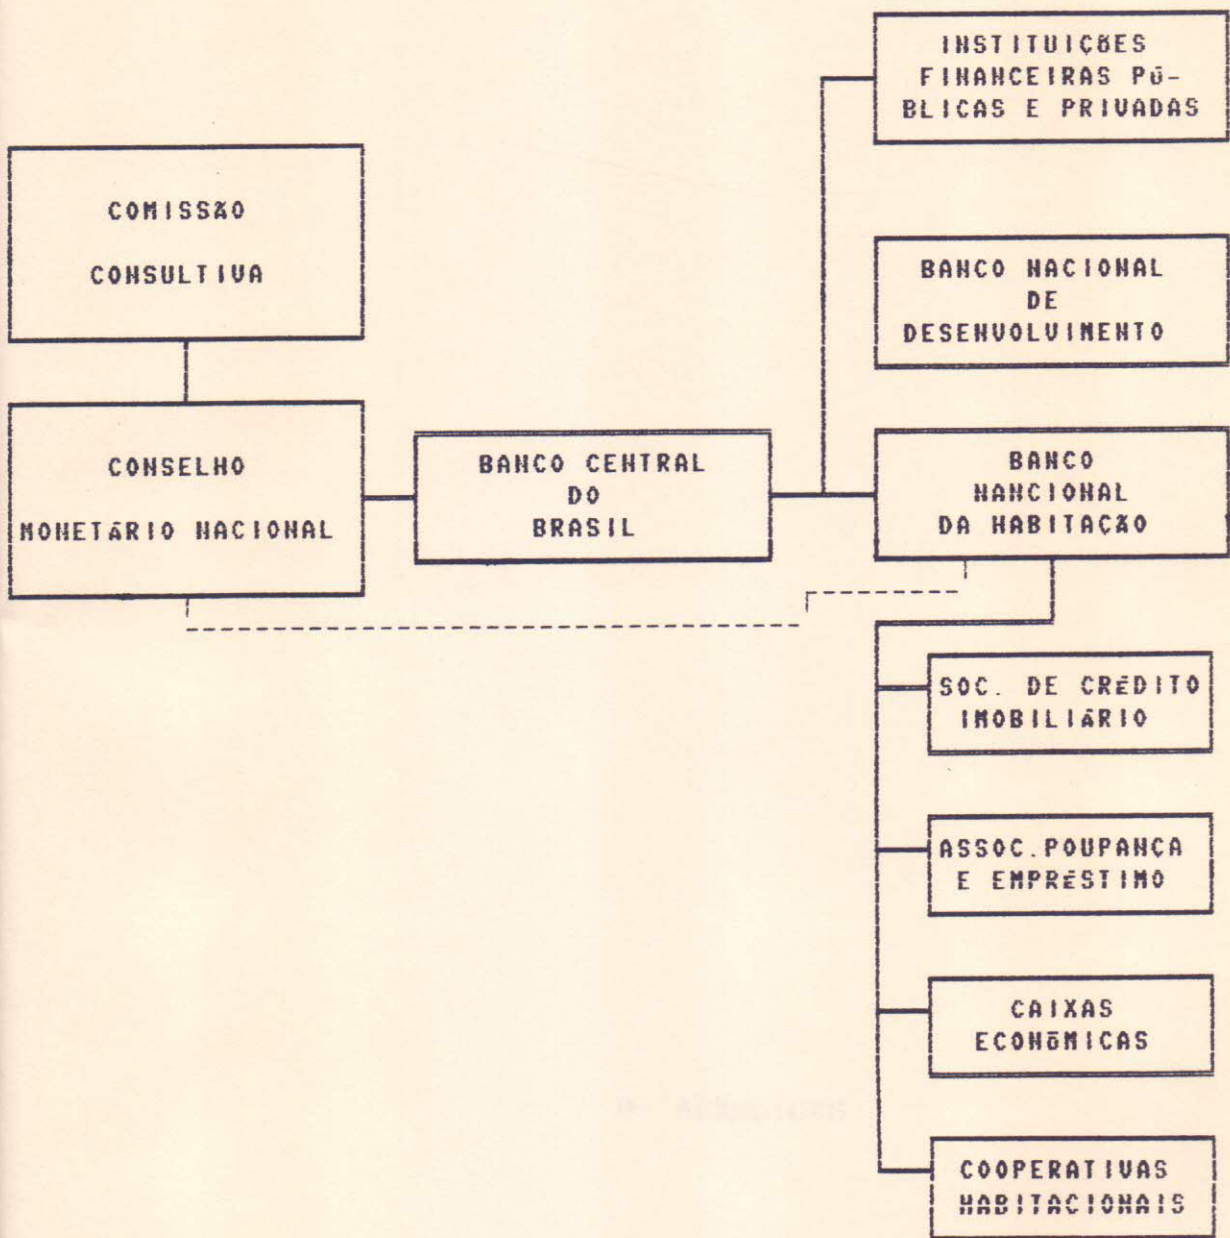 INSTITUIÇÕES
FINANCEIRAS PÚ-
BLICAS E PRIVADAS
COMISSÃO
CONSULTIVA
BANCO NACIONAL
DE
DESENVOLVIMENTO
CONSELHO
MONETÁRIO NACIONAL
BANCO CENTRAL
DO
BRASIL
BANCO
NANCIONAL
DA HABITAÇÃO
SOC. DE CRÉDITO
IMOBILIÁRIO
ASSOC.POUPANÇA
E EMPRÉSTIMO
CAIXAS
ECONÔMICAS
COOPERATIVAS
HABITACIONAIS